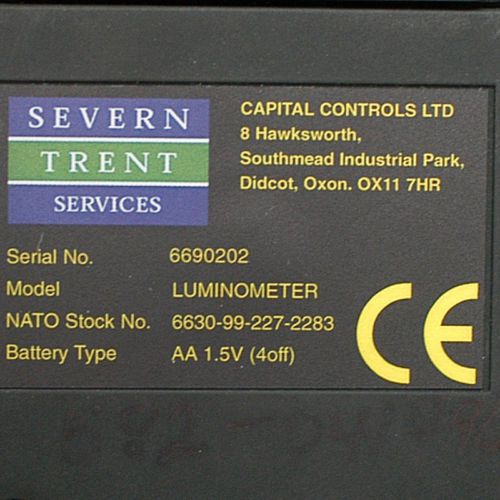 SEVERN
TRENT
SERVICES
CAPITAL CONTROLS LTD
8 Hawksworth,
Southmead Industrial Park,
Didcot, Oxon. OX11 7HR
Serial No. 6690202
Model LUMINOMETER
NATO Stock No. 6630-99-227-2283
Battery Type AA 1.5V (4off)
CE